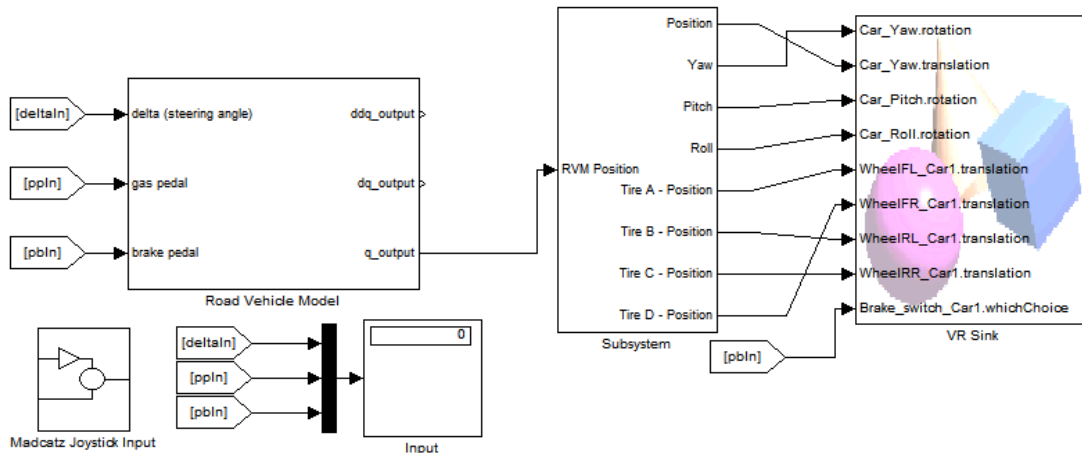 [deltaIn]
[ppIn]
[pbIn]
delta (steering angle)
gas pedal
brake pedal
ddq_output
dq_output
q_output
Road Vehicle Model
RVM Position
Position
Yaw
Pitch
Roll
Tire A - Position
Tire B - Position
Tire C - Position
Tire D - Position
Subsystem
Car_Yaw.rotation
Car_Yaw.translation
Car_Pitch.rotation
Car_Roll.rotation
WheelFL_Car1.translation
WheelFR_Car1.translation
WheelRL_Car1.translation
WheelRR_Car1.translation
Brake_switch_Car1.whichChoice
VR Sink
[pbIn]
Madcatz Joystick Input
[deltaIn]
[ppIn]
[pbIn]
0
Input